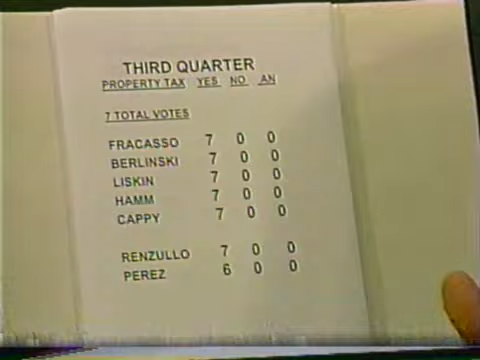 THIRD QUARTER
PROPERTY TAX YES NO AN
7 TOTAL VOTES
FRACASSO 7 0 0
BERLINSKI 7 0 0
LISKIN 7 0 0
HAMM 7 0 0
CAPPY 7 0 0
RENZULLO 7 0 0
PEREZ 6 0 0